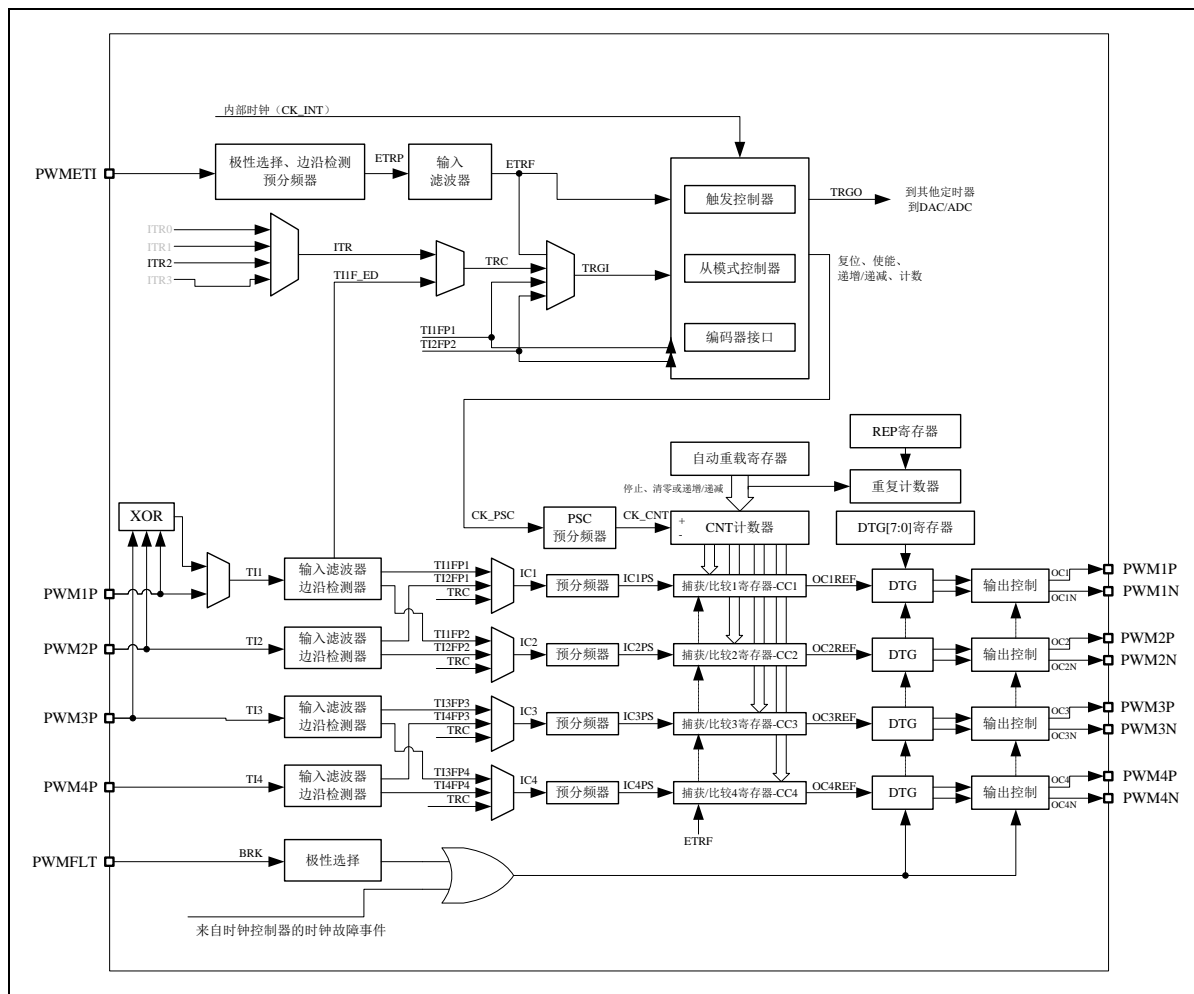 内部时钟（CK_INT）
PWMETI
极性选择、边沿检测
预分频器
ETRP
输入
滤波器
ETRF
触发控制器
TRGO
到其他定时器
到DAC/ADC
ITR0
ITR1
ITR2
ITR3
ITR
TI1F_ED
TRC
TRGI
从模式控制器
复位、使能、
递增/递减、计数
TI1FP1
TI2FP2
编码器接口
REP寄存器
自动重载寄存器
停止、清零或递增/递减
重复计数器
XOR
CK_PSC
PSC
预分频器
CK_CNT
+
-
CNT计数器
DTG[7:0]寄存器
PWM1P
TI1
输入滤波器
边沿检测器
TI1FP1
TI2FP1
TRC
IC1
预分频器
IC1PS
捕获/比较1寄存器-CC1
OC1REF
DTG
输出控制
OC1
OC1N
PWM1P
PWM1N
PWM2P
TI2
输入滤波器
边沿检测器
TI1FP2
TI2FP2
TRC
IC2
预分频器
IC2PS
捕获/比较2寄存器-CC2
OC2REF
DTG
输出控制
OC2
OC2N
PWM2P
PWM2N
PWM3P
TI3
输入滤波器
边沿检测器
TI3FP3
TI4FP3
TRC
IC3
预分频器
IC3PS
捕获/比较3寄存器-CC3
OC3REF
DTG
输出控制
OC3
OC3N
PWM3P
PWM3N
PWM4P
TI4
输入滤波器
边沿检测器
TI3FP4
TI4FP4
TRC
IC4
预分频器
IC4PS
捕获/比较4寄存器-CC4
OC4REF
DTG
输出控制
OC4
OC4N
PWM4P
PWM4N
ETRF
PWMFLT
BRK
极性选择
来自时钟控制器的时钟故障事件